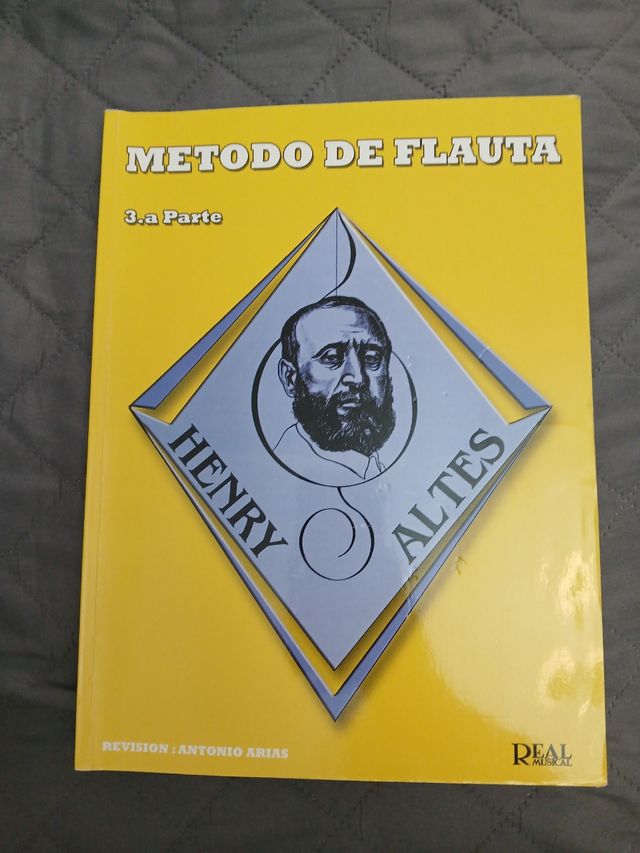 METODO DE FLAUTA
3.a Parte
HENRY
ALTES
REVISION : ANTONIO ARIAS
REAL
MUSICAL